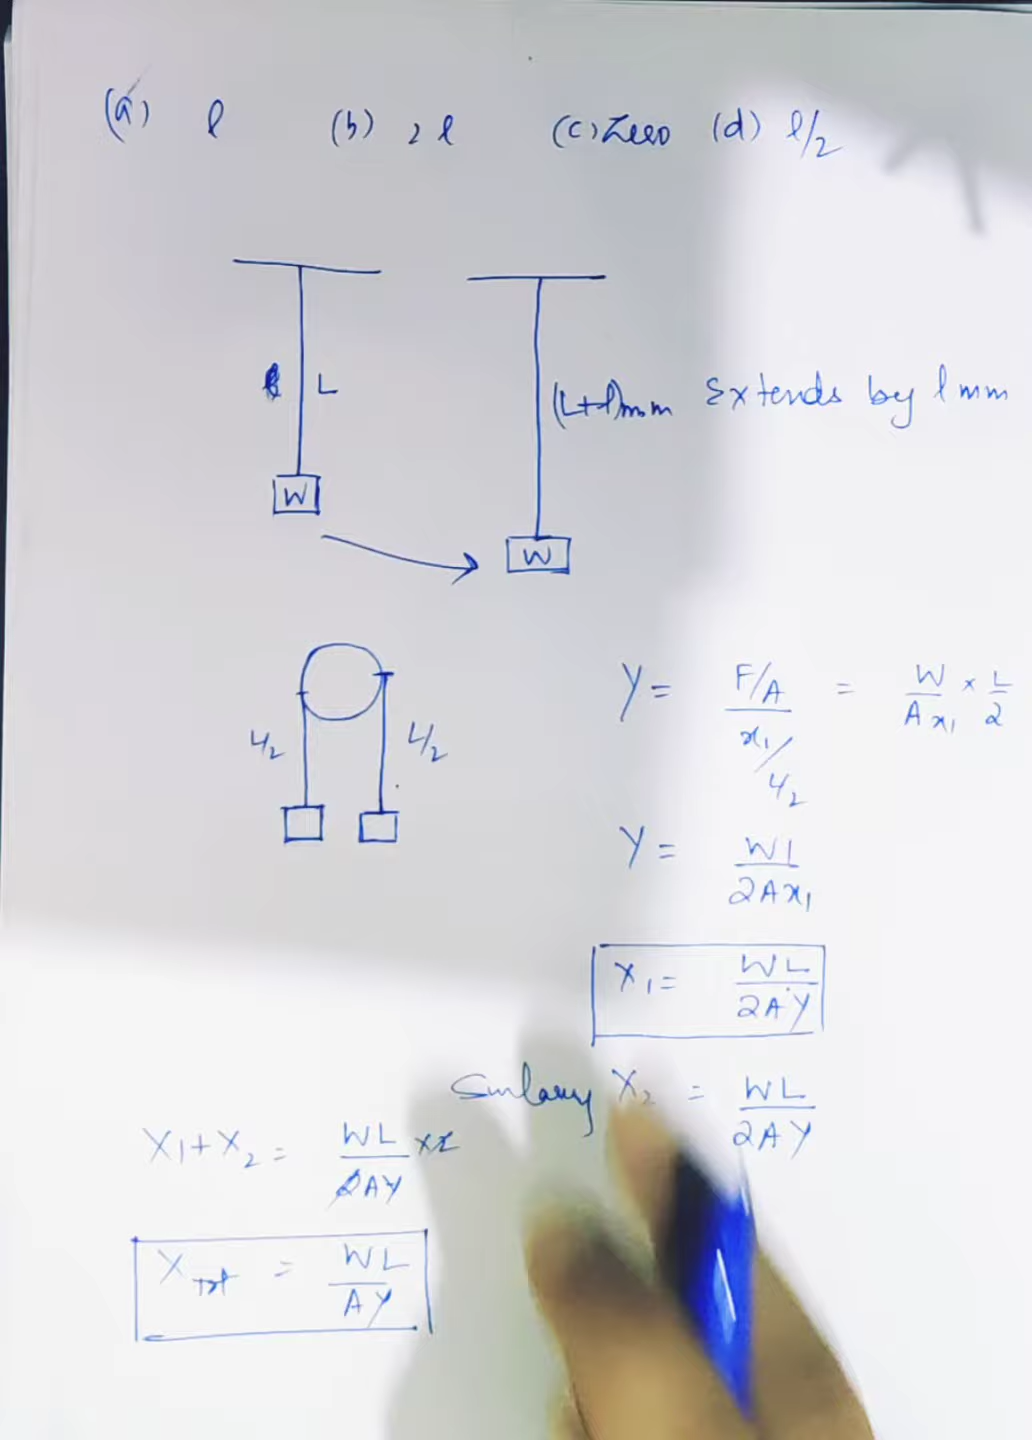 (a) l (b) 2l (c) Zero (d) l/2
L
(L+l)mm Extends by l mm
W
W
Y = F/A / x₁/L/2 = W/Ax₁ × L/2
L/2 L/2
Y = WL/2Ax₁
x₁ = WL/2AY
x₂ = WL/2AY
x₁+x₂ = WL/2AY ×2
x Tot = WL/AY